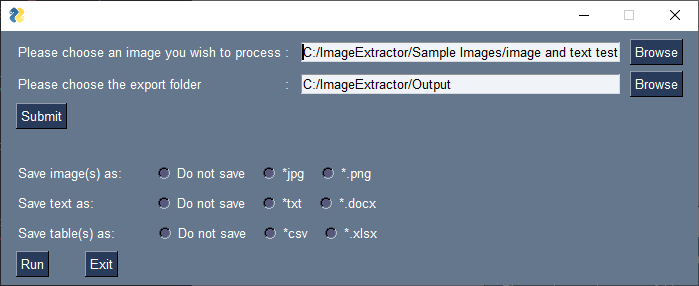 Please choose an image you wish to process : C:/ImageExtractor/Sample Images/image and text test Browse
Please choose the export folder : C:/ImageExtractor/Output Browse
Submit
Save image(s) as: Do not save *jpg *.png
Save text as: Do not save *txt *.docx
Save table(s) as: Do not save *csv *.xlsx
Run Exit